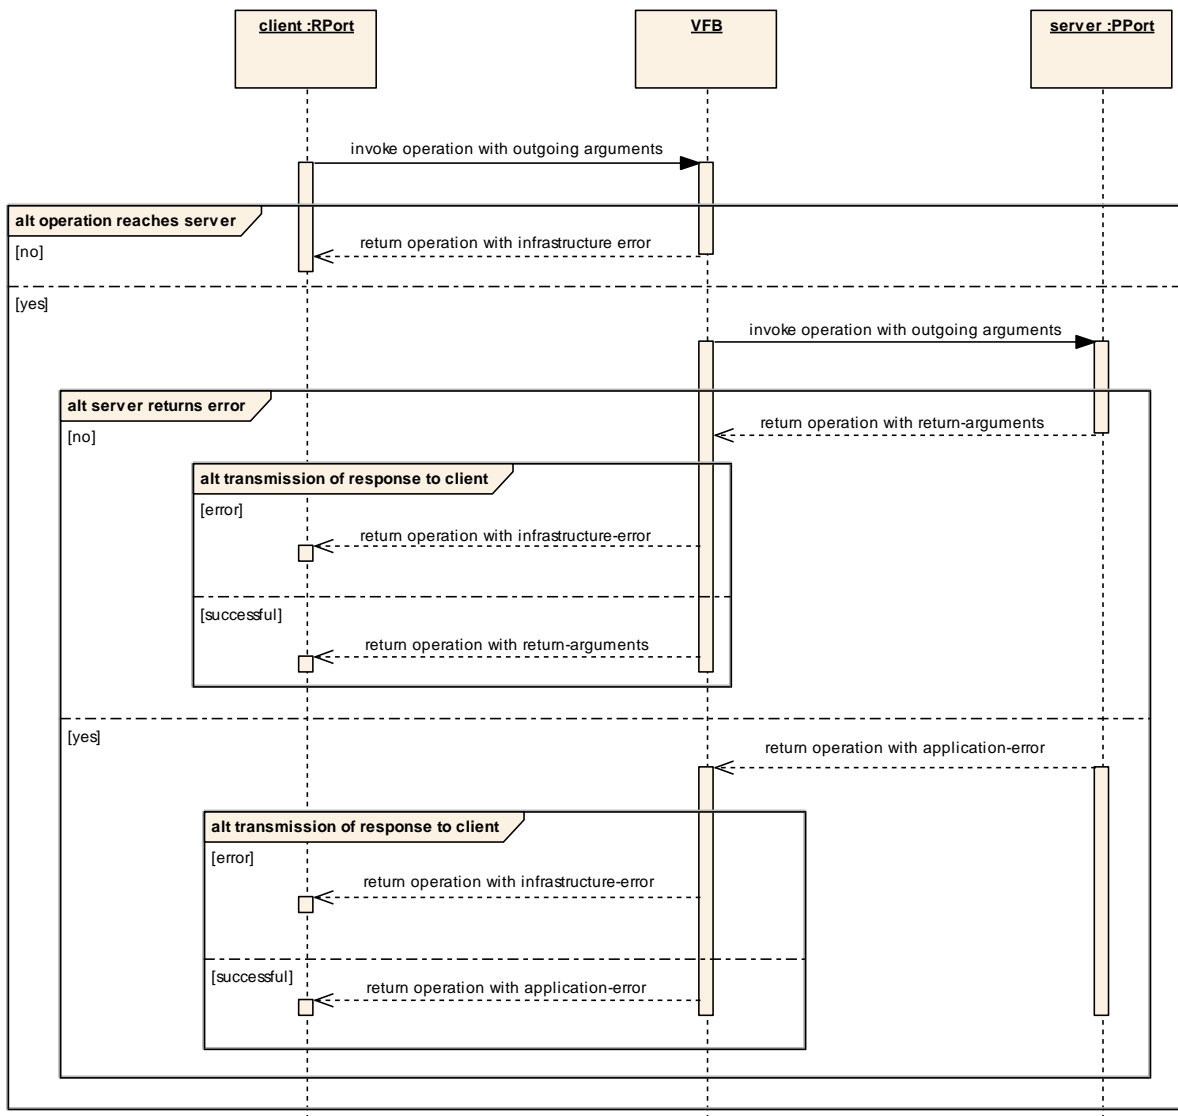 client :RPort
VFB
server :PPort
invoke operation with outgoing arguments
alt operation reaches server
return operation with infrastructure error
[no]
[yes]
invoke operation with outgoing arguments
alt server returns error
return operation with return-arguments
[no]
alt transmission of response to client
[error]
return operation with infrastructure-error
[successful]
return operation with return-arguments
[yes]
return operation with application-error
alt transmission of response to client
[error]
return operation with infrastructure-error
[successful]
return operation with application-error